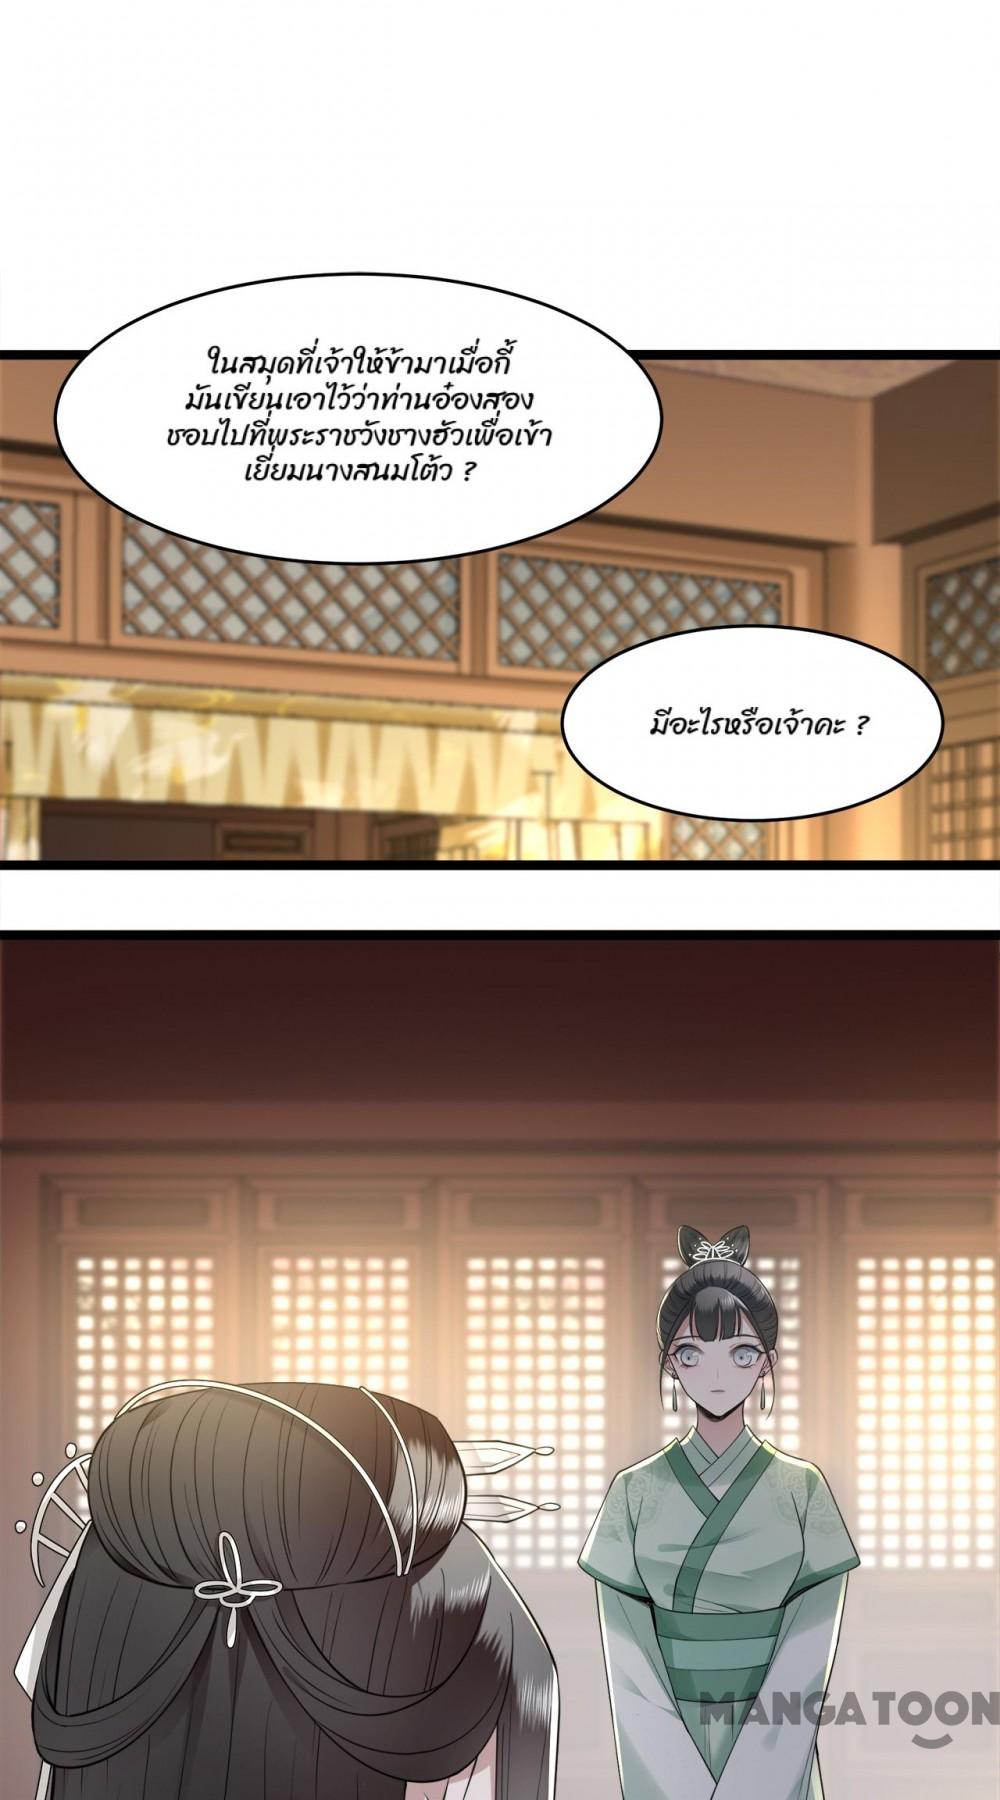 ในสมุดที่เจ้าให้ข้ามาเมื่อกี้
มันเขียนเอาไว้ว่าท่านอ๋องสอง
ชอบไปที่พระราชวังชางฮัวเพื่อเข้า
เยี่ยมนางสนมโต้ว ?
มีอะไรหรือเจ้าคะ ?
MANGATOON